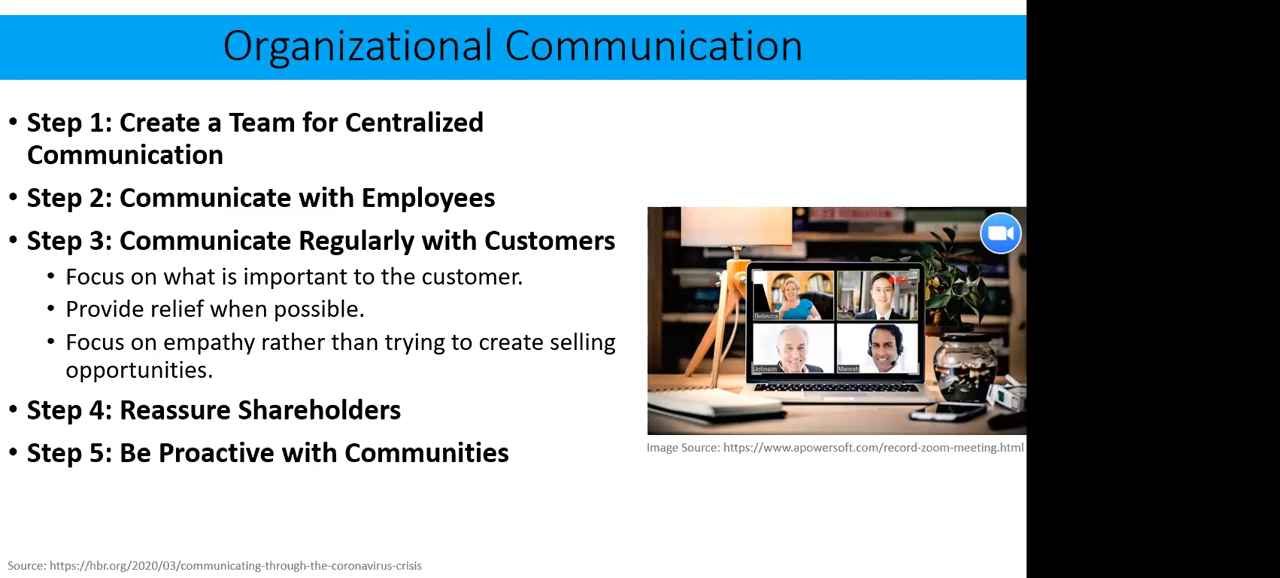 Organizational Communication
• Step 1: Create a Team for Centralized
Communication
• Step 2: Communicate with Employees
• Step 3: Communicate Regularly with Customers
• Focus on what is important to the customer.
• Provide relief when possible.
• Focus on empathy rather than trying to create selling
opportunities.
• Step 4: Reassure Shareholders
• Step 5: Be Proactive with Communities
Rebecca
Johnson
Manesh
Image Source: https://www.apowersoft.com/record-zoom-meeting.html
Source: https://hbr.org/2020/03/communicating-through-the-coronavirus-crisis